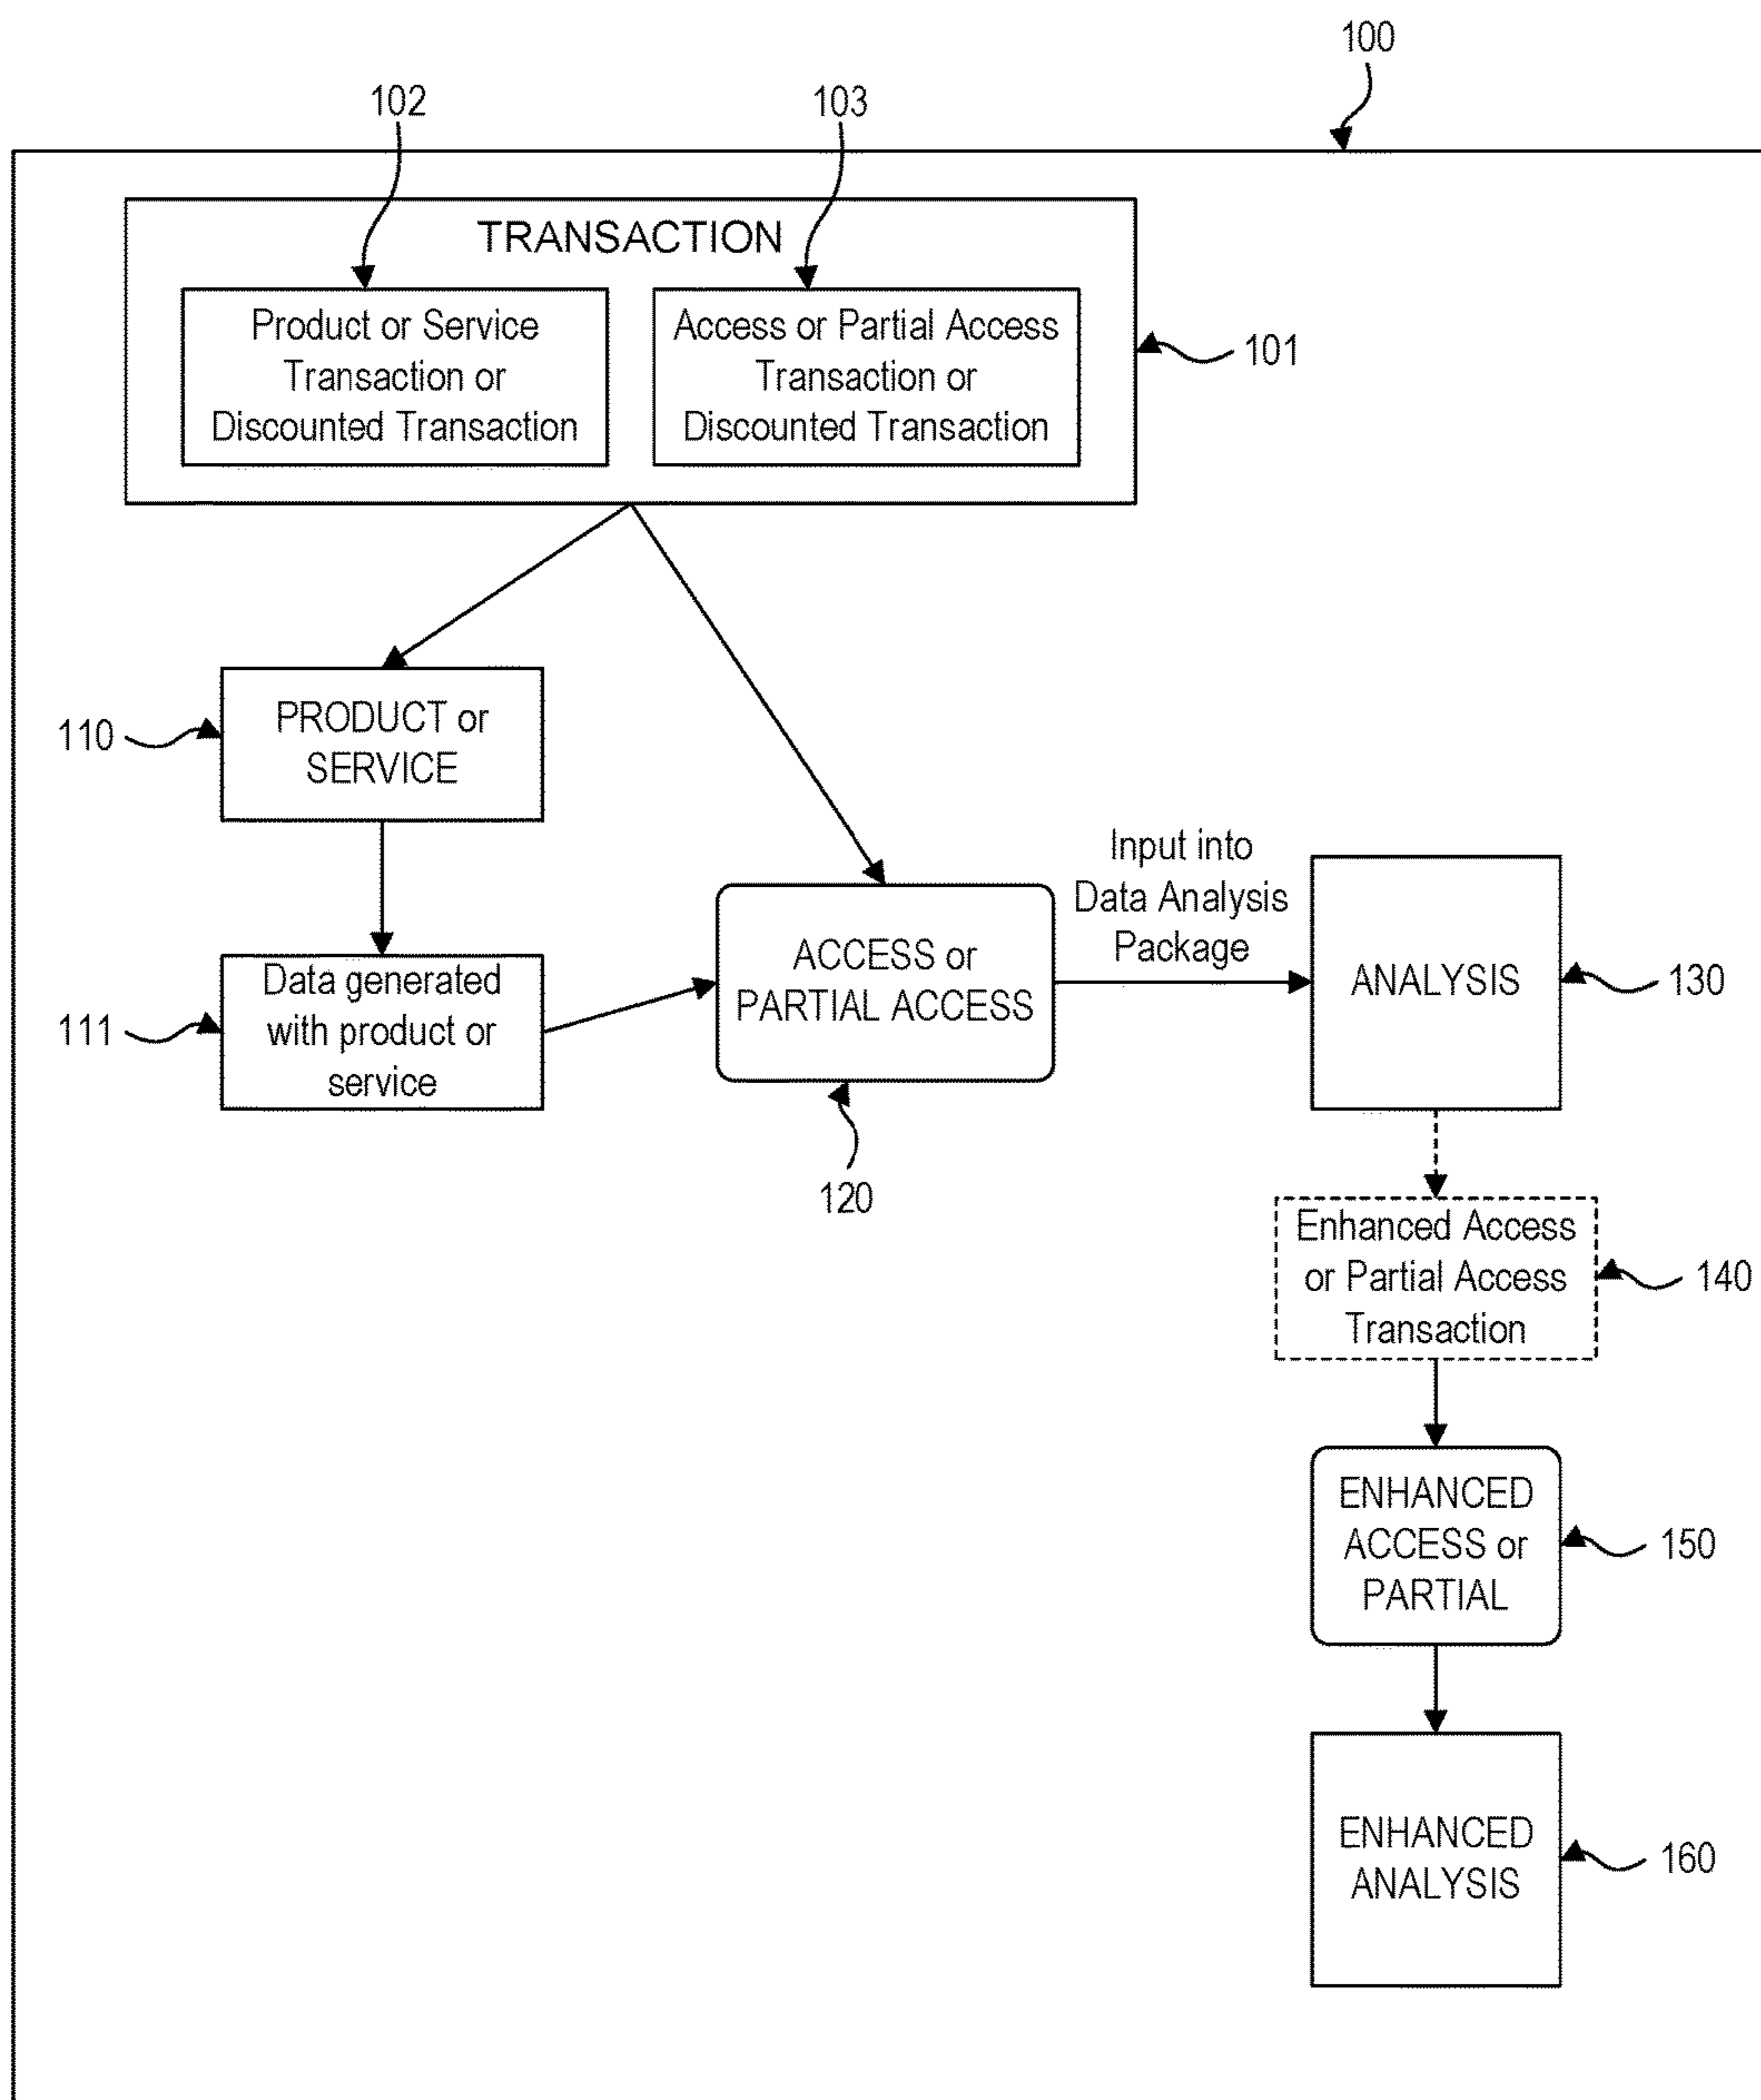 100
102
103
TRANSACTION
Product or Service
Transaction or
Discounted Transaction
Access or Partial Access
Transaction or
Discounted Transaction
101
PRODUCT or
SERVICE
110
Data generated
with product or
service
111
ACCESS or
PARTIAL ACCESS
120
Input into
Data Analysis
Package
ANALYSIS
130
Enhanced Access
or Partial Access
Transaction
140
ENHANCED
ACCESS or
PARTIAL
150
ENHANCED
ANALYSIS
160